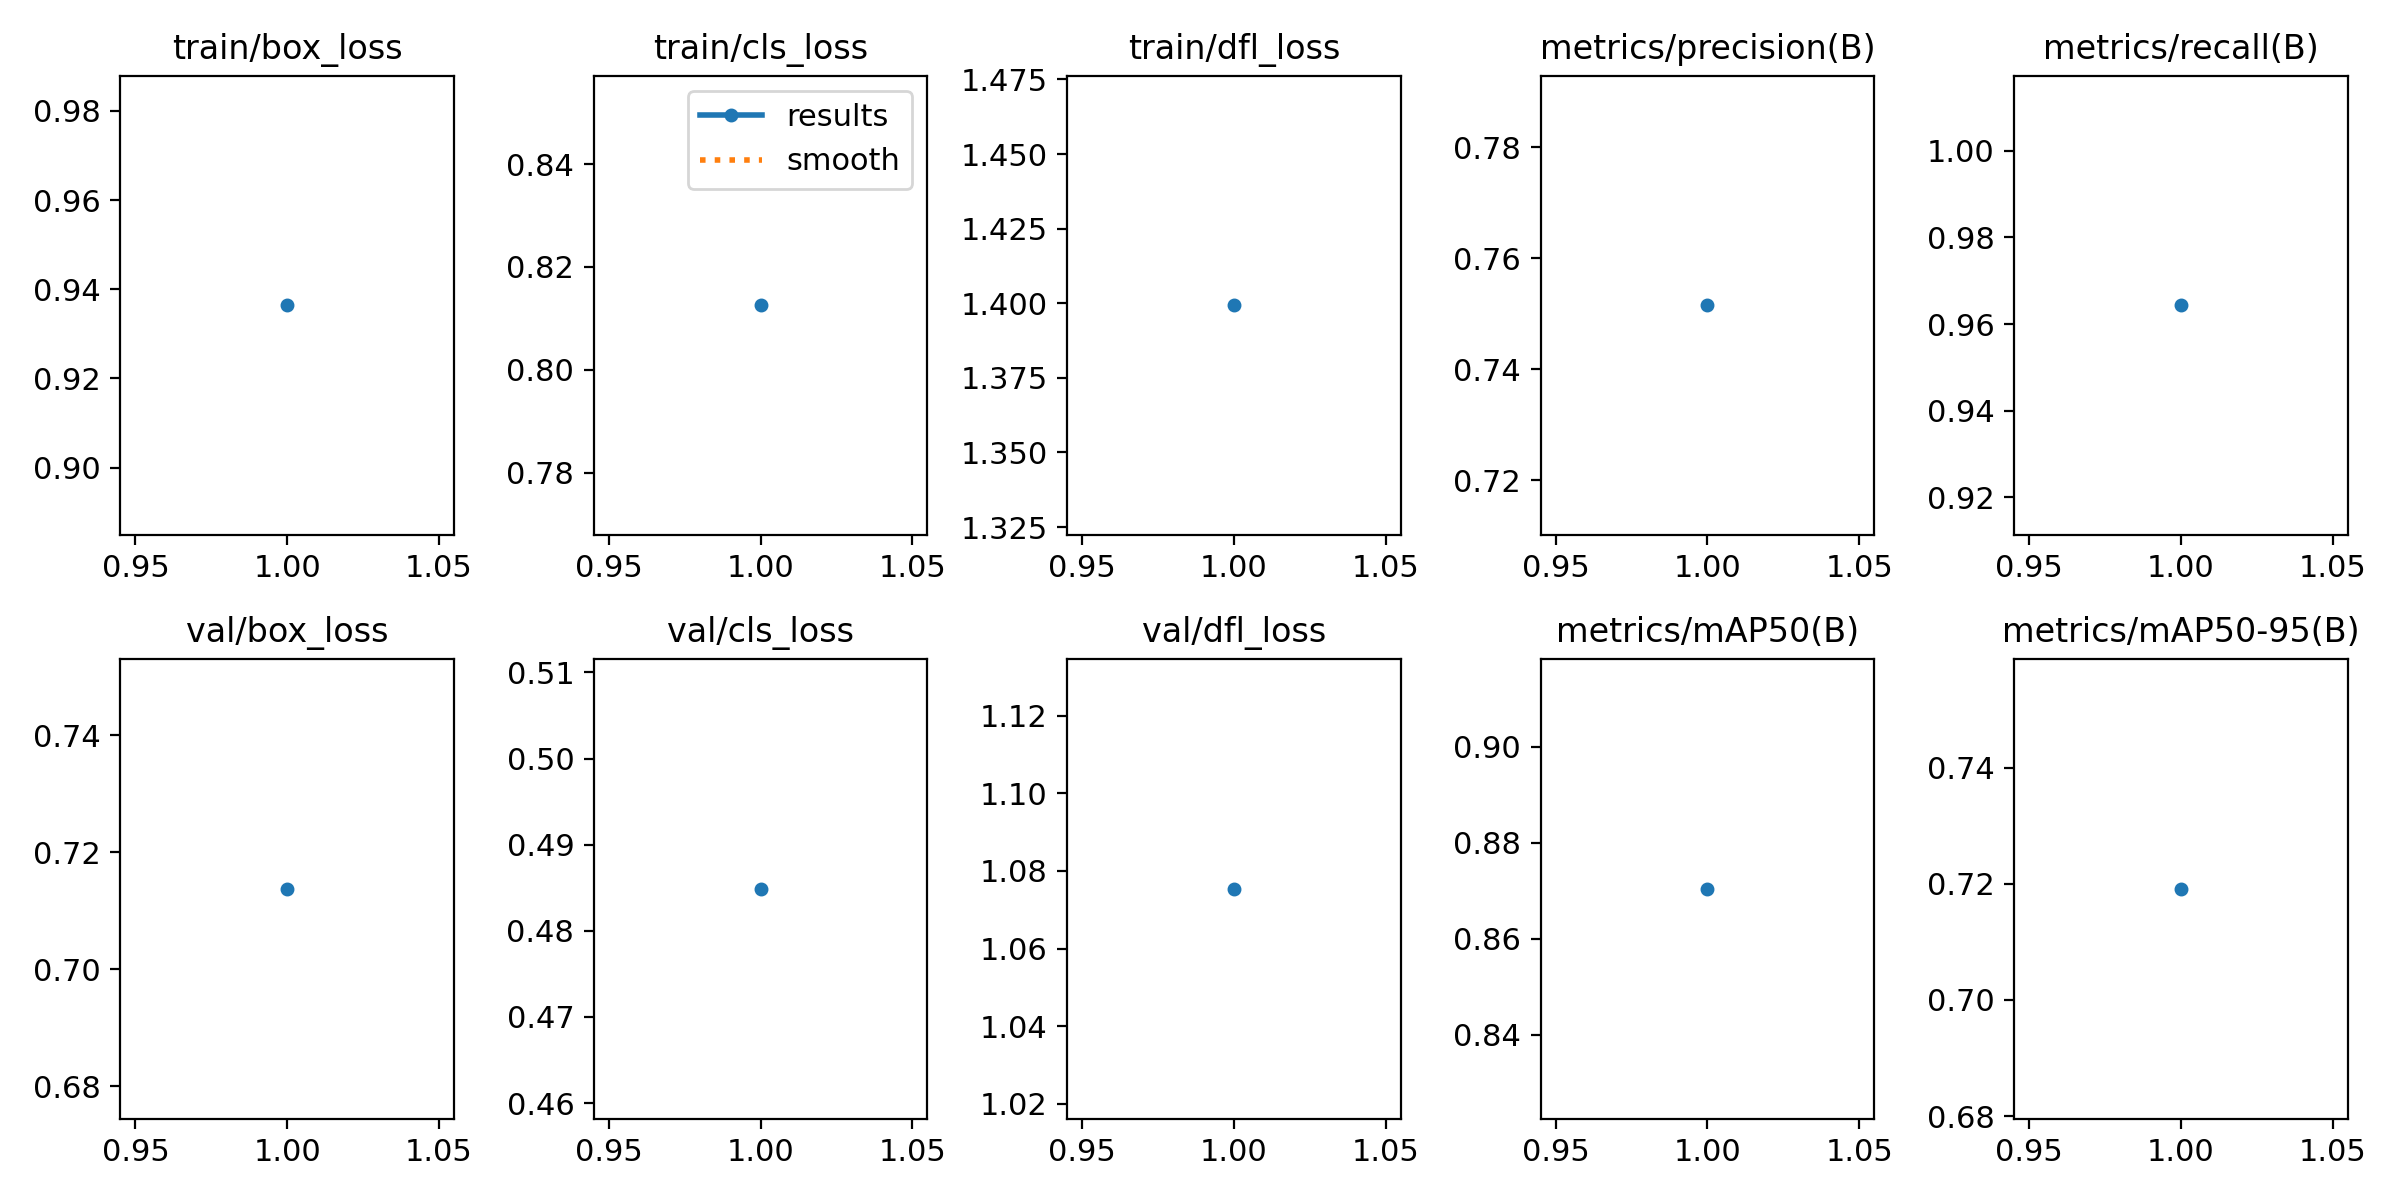 train/box_loss
0.98
0.96
0.94
0.92
0.90
0.95 1.00 1.05
train/cls_loss
results
smooth
0.84
0.82
0.80
0.78
0.95 1.00 1.05
train/dfl_loss
1.475
1.450
1.425
1.400
1.375
1.350
1.325
0.95 1.00 1.05
metrics/precision(B)
0.78
0.76
0.74
0.72
0.95 1.00 1.05
metrics/recall(B)
1.00
0.98
0.96
0.94
0.92
0.95 1.00 1.05
val/box_loss
0.74
0.72
0.70
0.68
0.95 1.00 1.05
val/cls_loss
0.51
0.50
0.49
0.48
0.47
0.46
0.95 1.00 1.05
val/dfl_loss
1.12
1.10
1.08
1.06
1.04
1.02
0.95 1.00 1.05
metrics/mAP50(B)
0.90
0.88
0.86
0.84
0.95 1.00 1.05
metrics/mAP50-95(B)
0.74
0.72
0.70
0.68
0.95 1.00 1.05